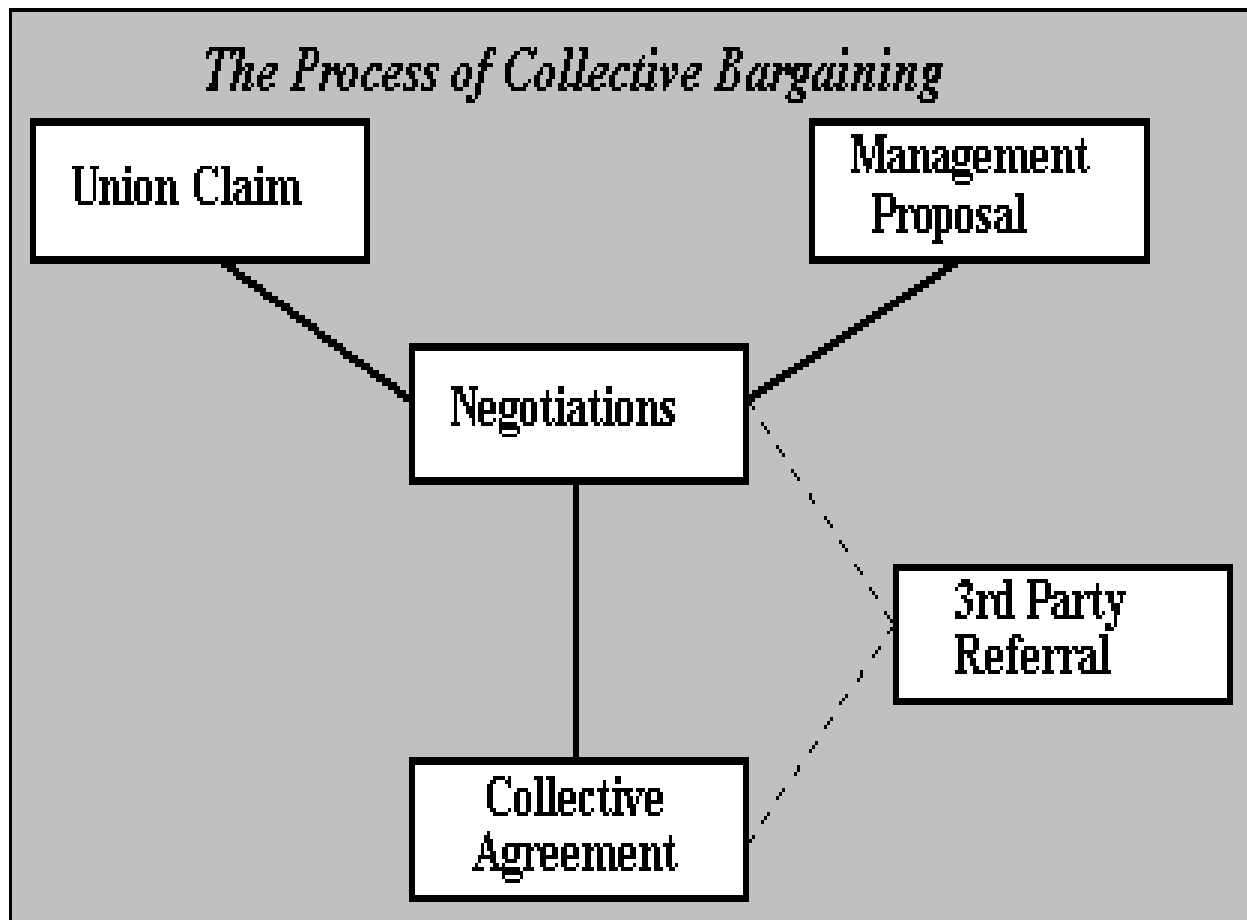 The Process of Collective Bargaining
Union Claim
Management
Proposal
Negotiations
3rd Party
Referral
Collective
Agreement